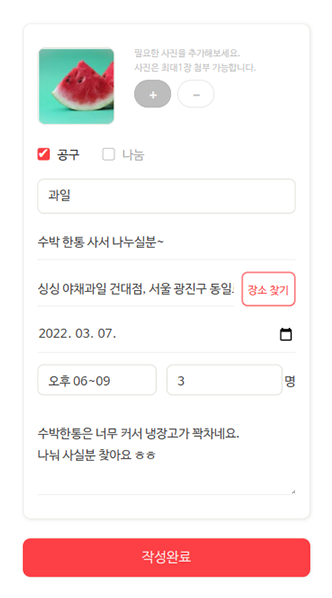 필요한 사진을 추가해보세요.
사진은 최대1장 첨부 가능합니다.
+ －
공구 나눔
과일
수박 한통 사서 나누실분~
싱싱 야채과일 건대점, 서울 광진구 동일로 장소 찾기
2022. 03. 07.
오후 06~09 3 명
수박한통은 너무 커서 냉장고가 꽉차네요.
나눠 사실분 찾아요 ㅎㅎ
작성완료